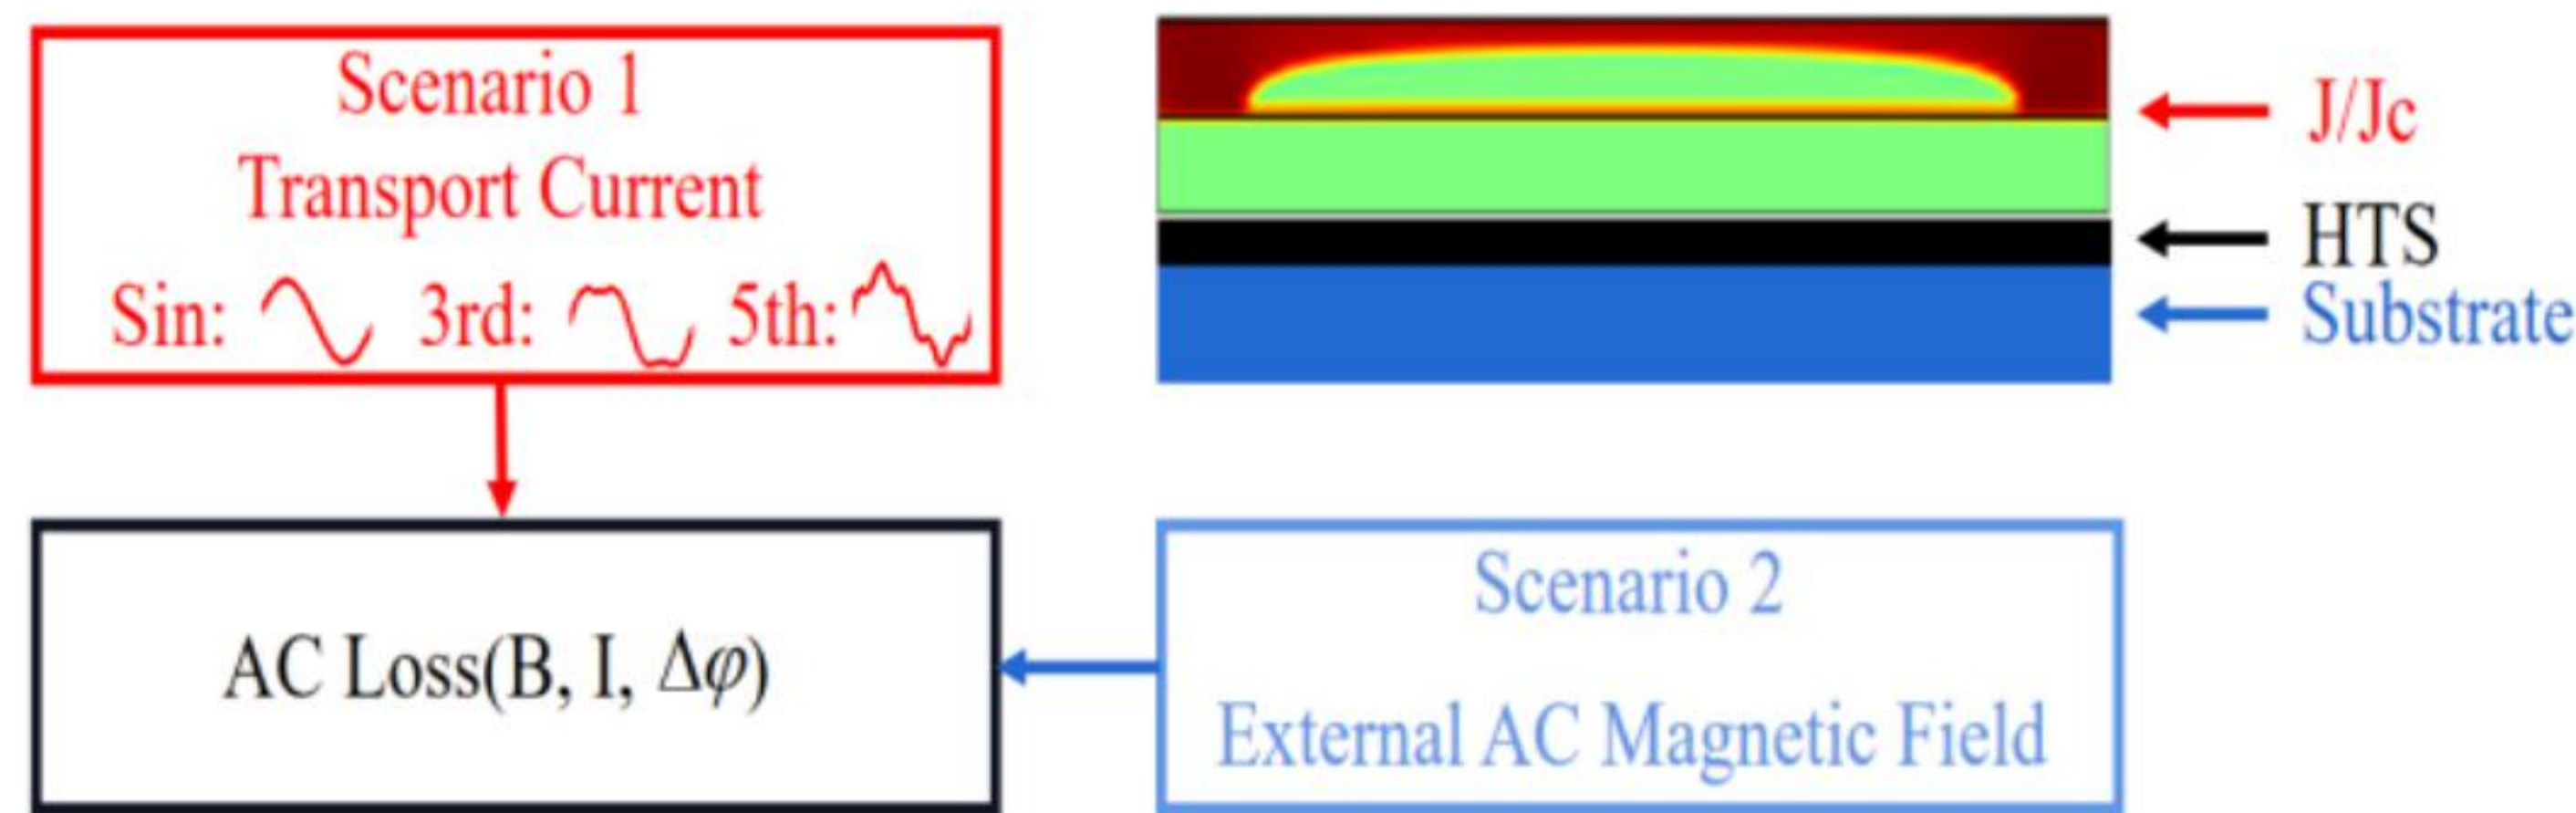 Scenario 1
Transport Current
Sin: 3rd: 5th:
J/Jc
HTS
Substrate
AC Loss(B, I, Δφ)
Scenario 2
External AC Magnetic Field